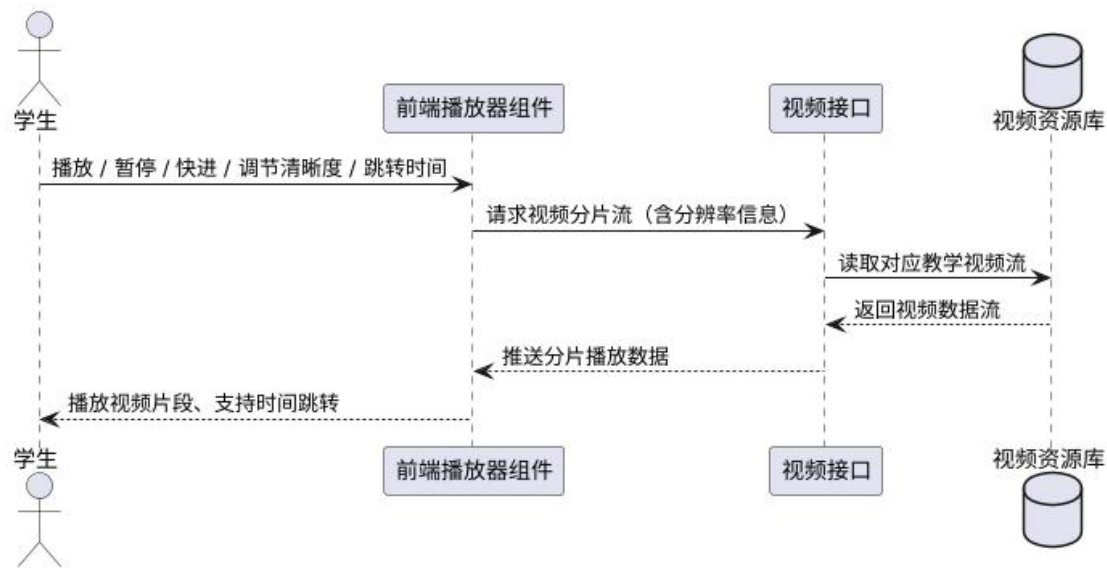 学生
前端播放器组件
视频接口
视频资源库
播放 / 暂停 / 快进 / 调节清晰度 / 跳转时间
请求视频分片流（含分辨率信息）
读取对应教学视频流
返回视频数据流
推送分片播放数据
播放视频片段、支持时间跳转
学生
前端播放器组件
视频接口
视频资源库